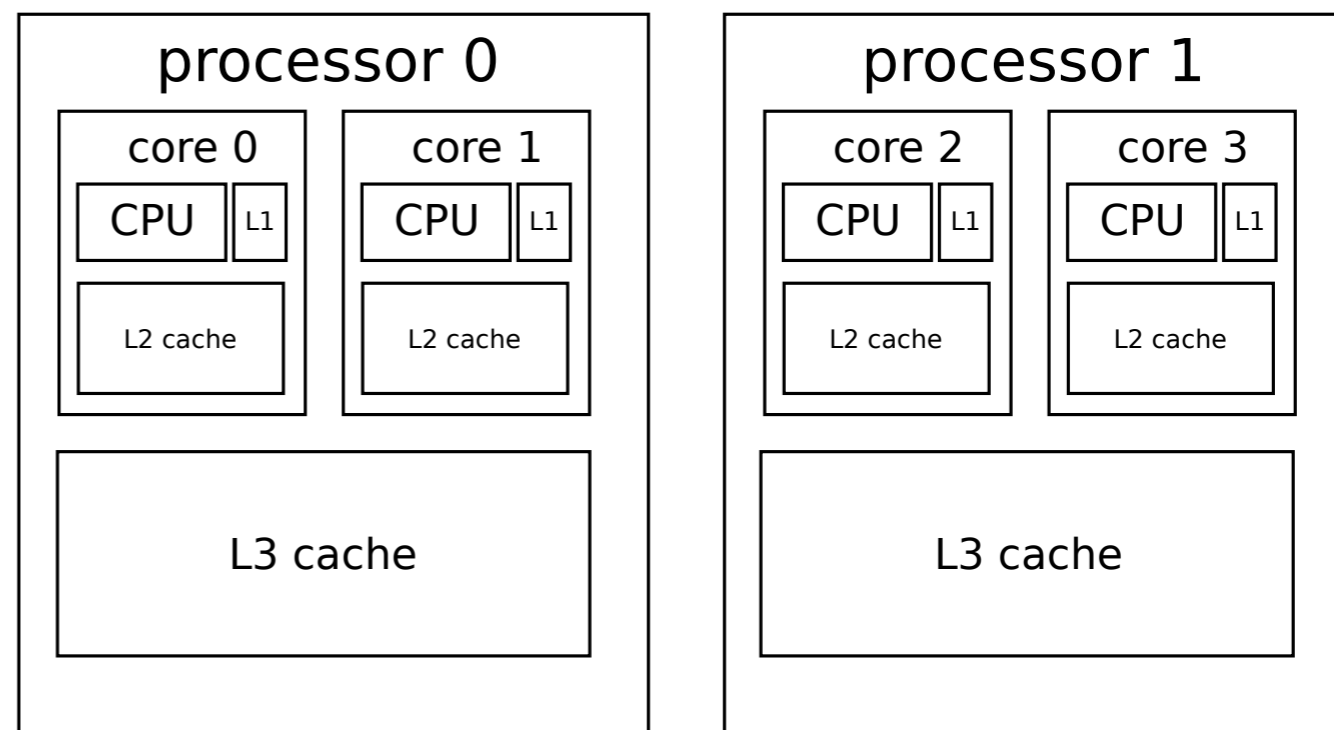 processor 0
core 0
CPU
L1
L2 cache
core 1
CPU
L1
L2 cache
L3 cache
processor 1
core 2
CPU
L1
L2 cache
core 3
CPU
L1
L2 cache
L3 cache